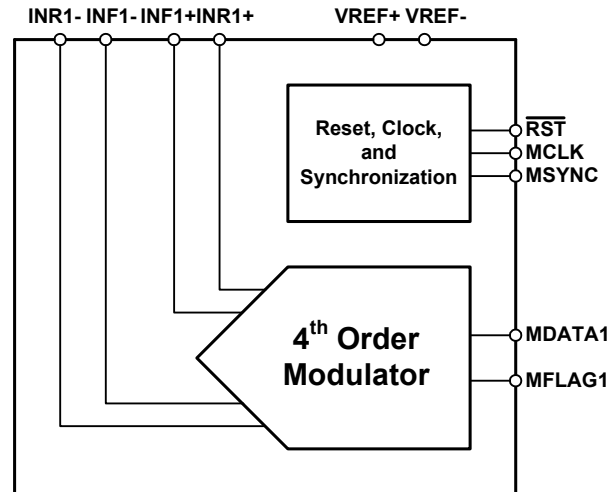 INR1- INF1- INF1+INR1+ VREF+ VREF-
Reset, Clock,
and
Synchronization
RST
MCLK
MSYNC
4th Order
Modulator
MDATA1
MFLAG1